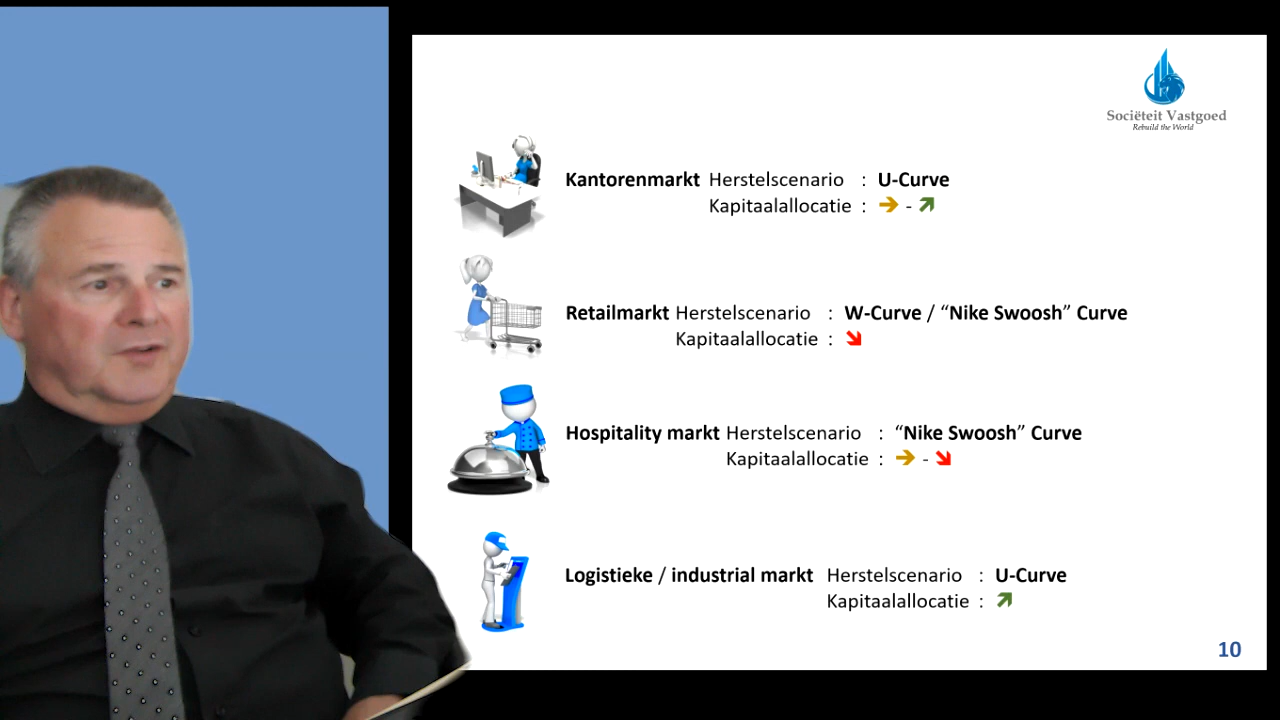 Sociëteit Vastgoed
Rebuild the World
Kantorenmarkt Herstelscenario : U-Curve
Kapitaalallocatie : ➔ - ↗
Retailmarkt Herstelscenario : W-Curve / “Nike Swoosh” Curve
Kapitaalallocatie : ↘
Hospitality markt Herstelscenario : “Nike Swoosh” Curve
Kapitaalallocatie : ➔ - ↘
Logistieke / industrial markt Herstelscenario : U-Curve
Kapitaalallocatie : ↗
10